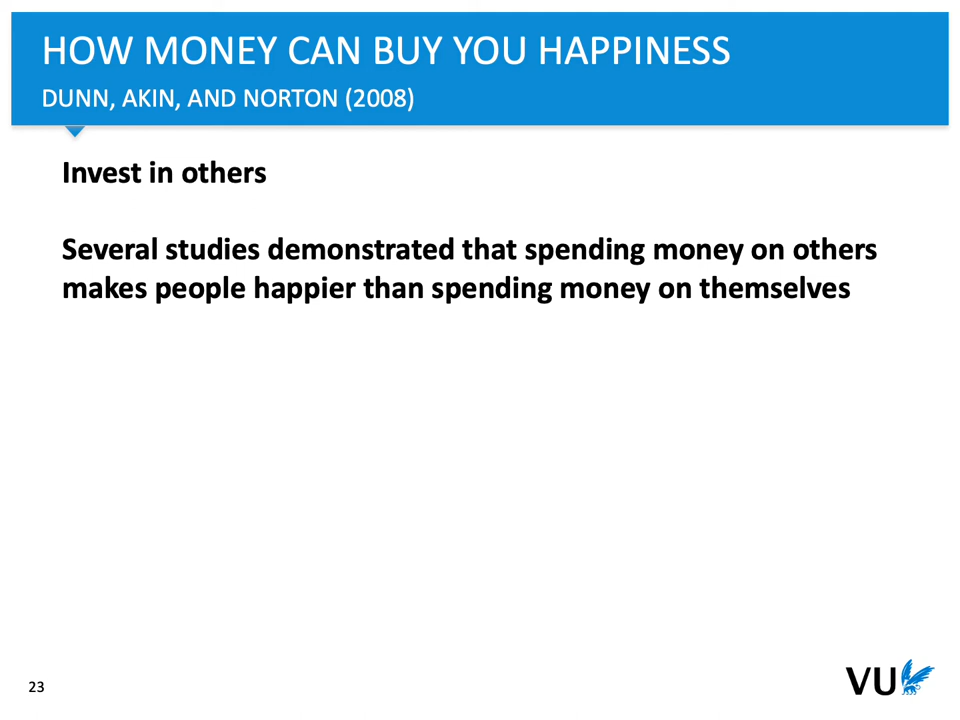 HOW MONEY CAN BUY YOU HAPPINESS
DUNN, AKIN, AND NORTON (2008)
Invest in others
Several studies demonstrated that spending money on others
makes people happier than spending money on themselves
23
VU